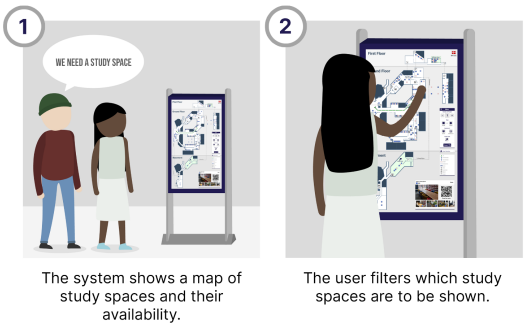 1
WE NEED A STUDY SPACE
The system shows a map of
study spaces and their
availability.
2
First Floor
The user filters which study
spaces are to be shown.